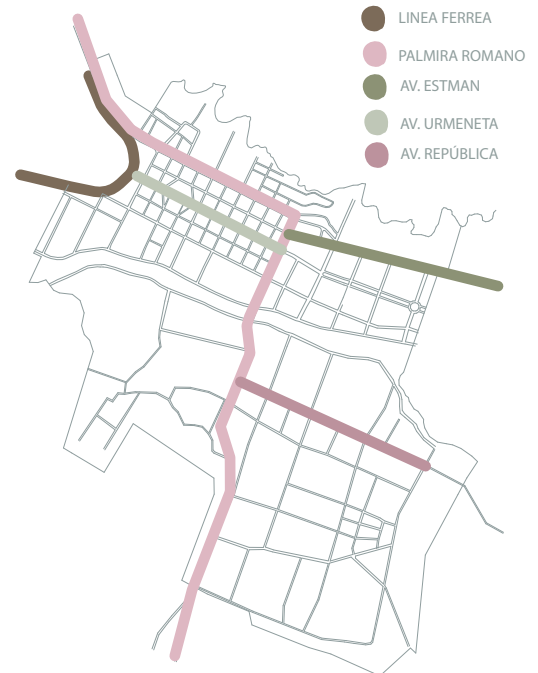 LINEA FERREA
PALMIRA ROMANO
AV. ESTMAN
AV. URMENETA
AV. REPÚBLICA